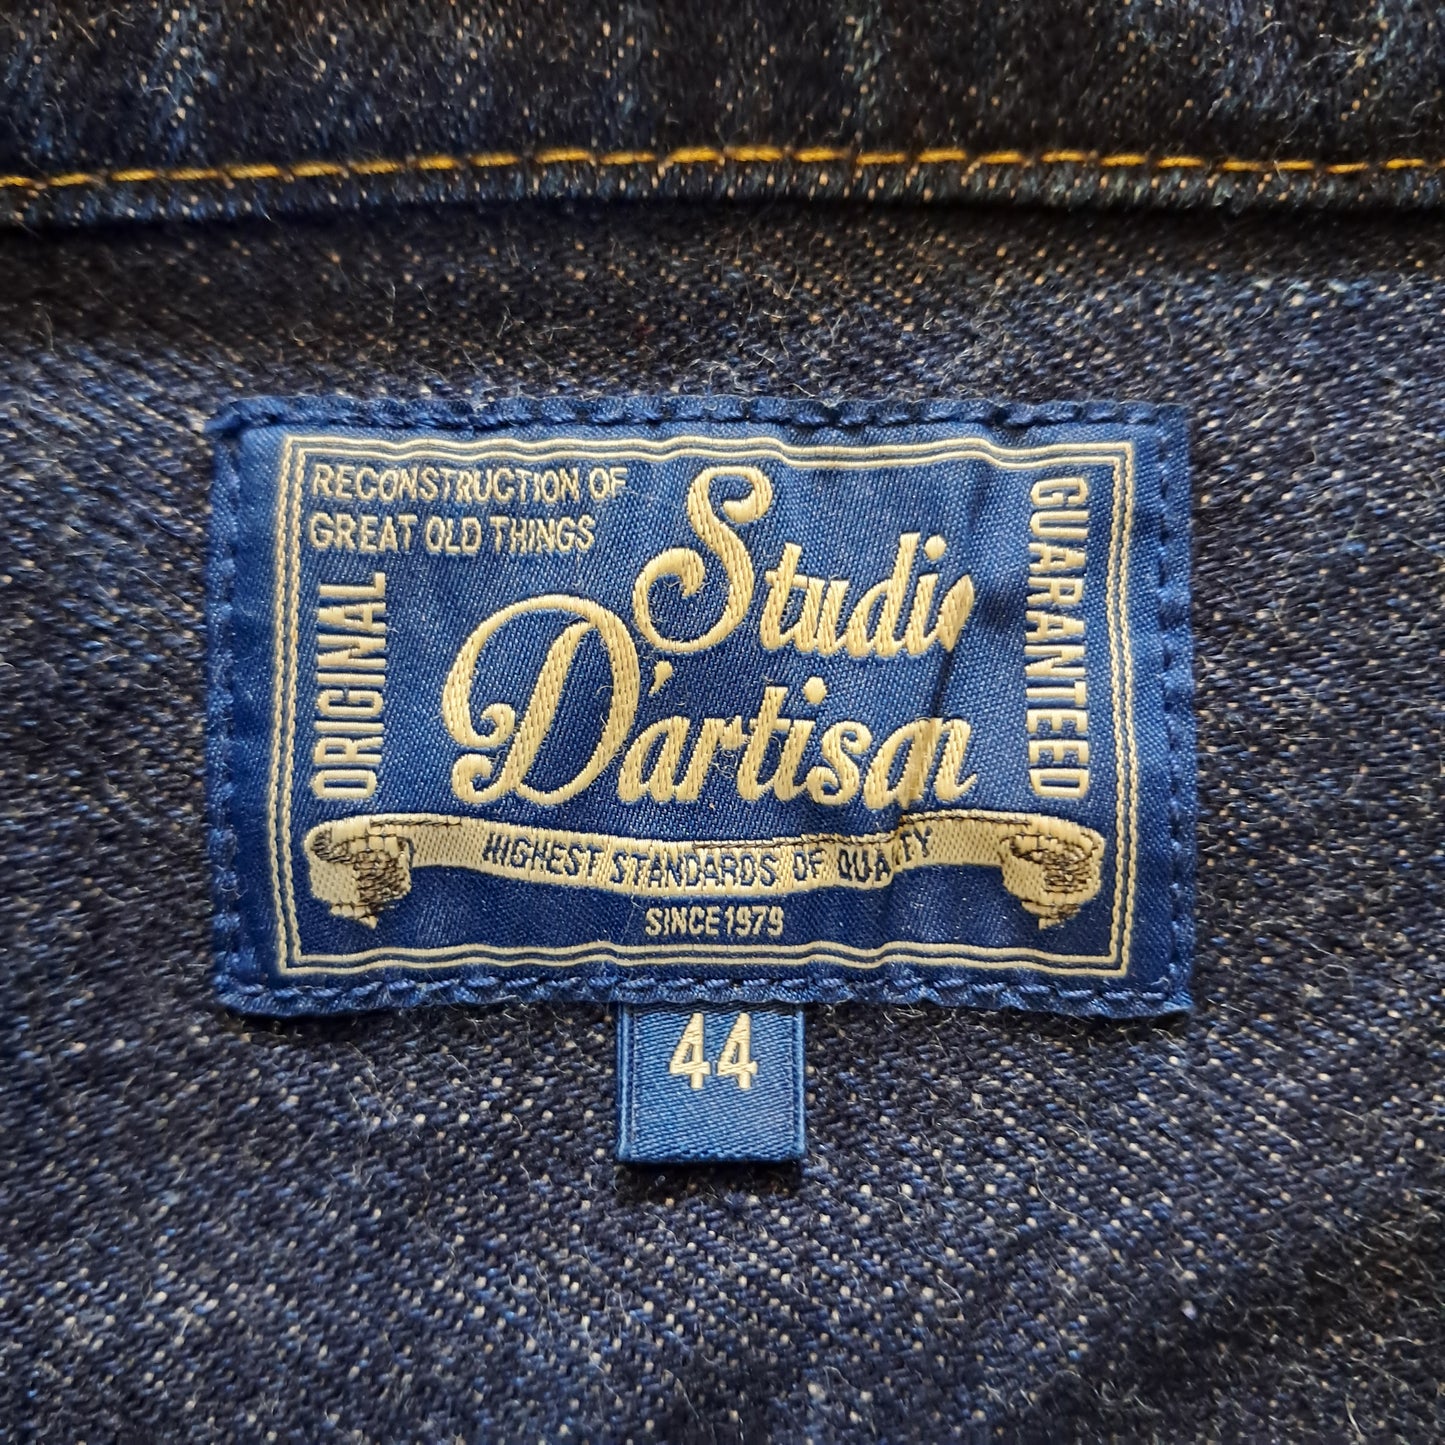 RECONSTRUCTION OF
GREAT OLD THINGS
ORIGINAL
Studio
D'artisan
GUARANTEED
HIGHEST STANDARDS OF QUALITY
SINCE 1979
44